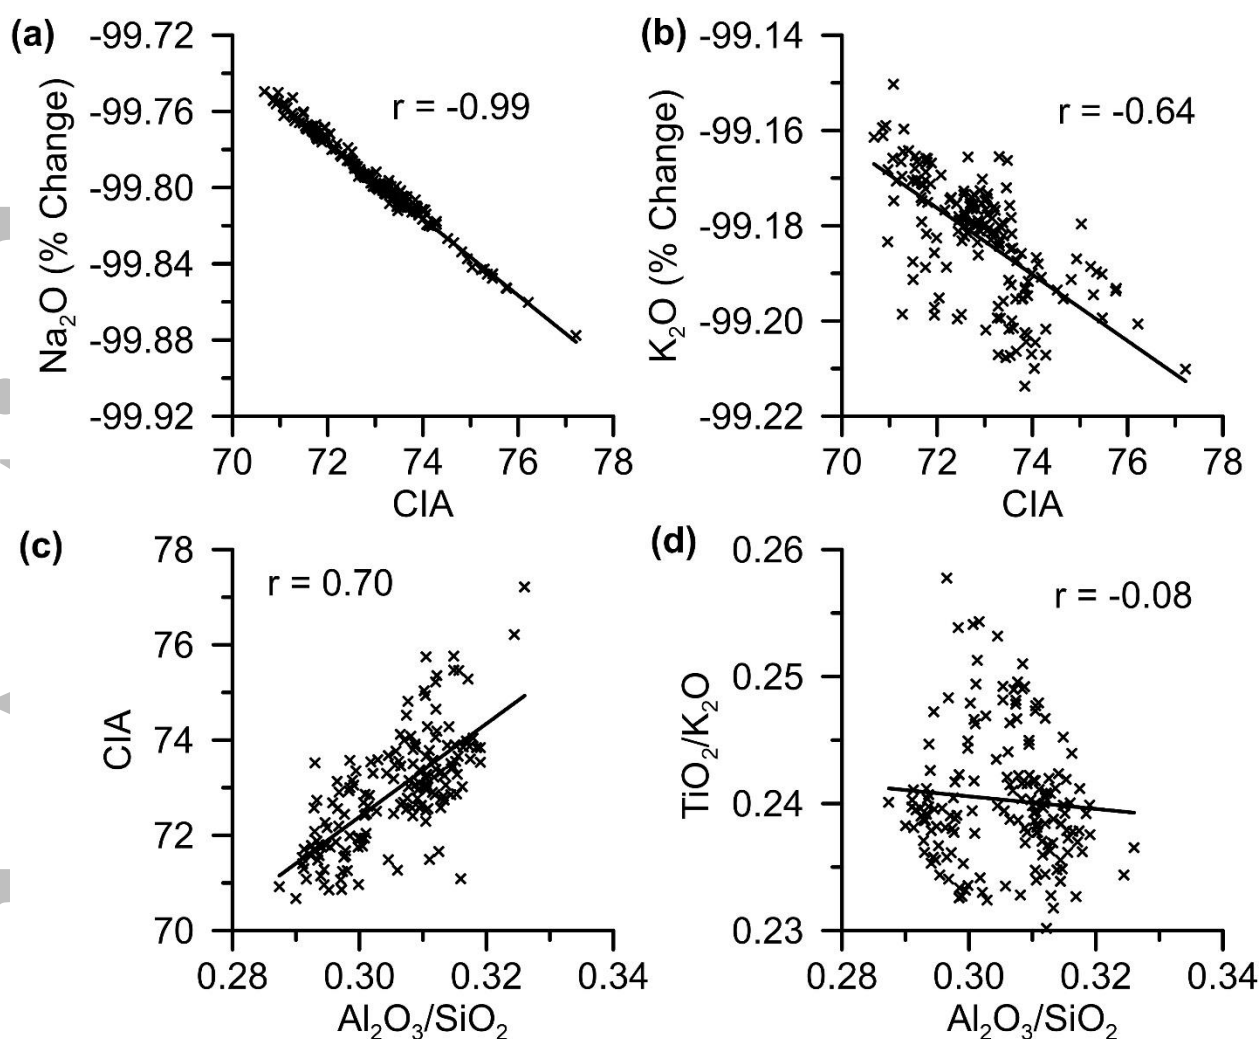 (a)
-99.72
-99.76
-99.80
-99.84
-99.88
-99.92
Na₂O (% Change)
r = -0.99
70 72 74 76 78
CIA
(b)
-99.14
-99.16
-99.18
-99.20
-99.22
K₂O (% Change)
r = -0.64
70 72 74 76 78
CIA
(c)
78
76
74
72
70
CIA
r = 0.70
0.28 0.30 0.32 0.34
Al₂O₃/SiO₂
(d)
0.26
0.25
0.24
0.23
TiO₂/K₂O
r = -0.08
0.28 0.30 0.32 0.34
Al₂O₃/SiO₂